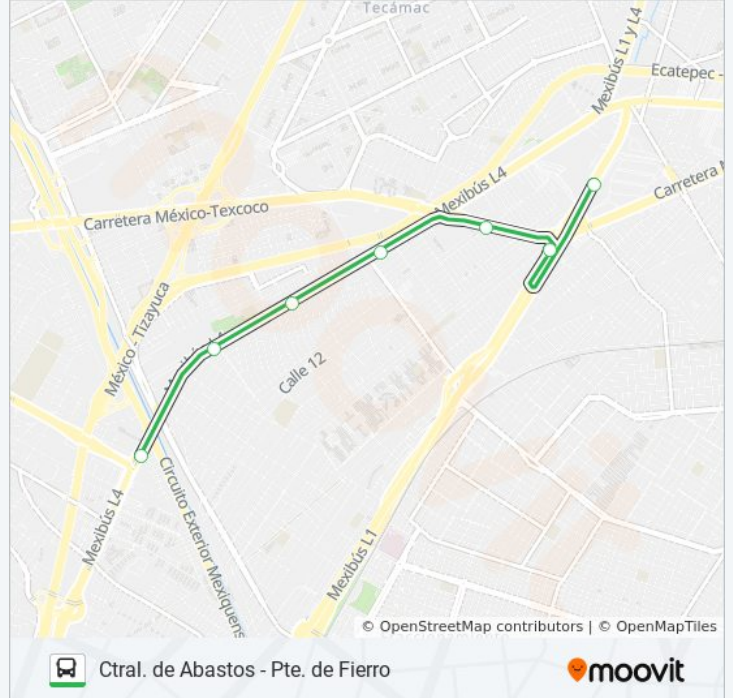 Tecámac
Mexibús L1 y L4
Ecatepec -
Mexibús L4
Carretera M
Carretera México-Texcoco
México - Tizayuca
Calle 12
Mexibús L4
Circuito Exterior Mexiquens
Mexibús L1
© OpenStreetMap contributors | © OpenMapTiles
Ctral. de Abastos - Pte. de Fierro
moovit